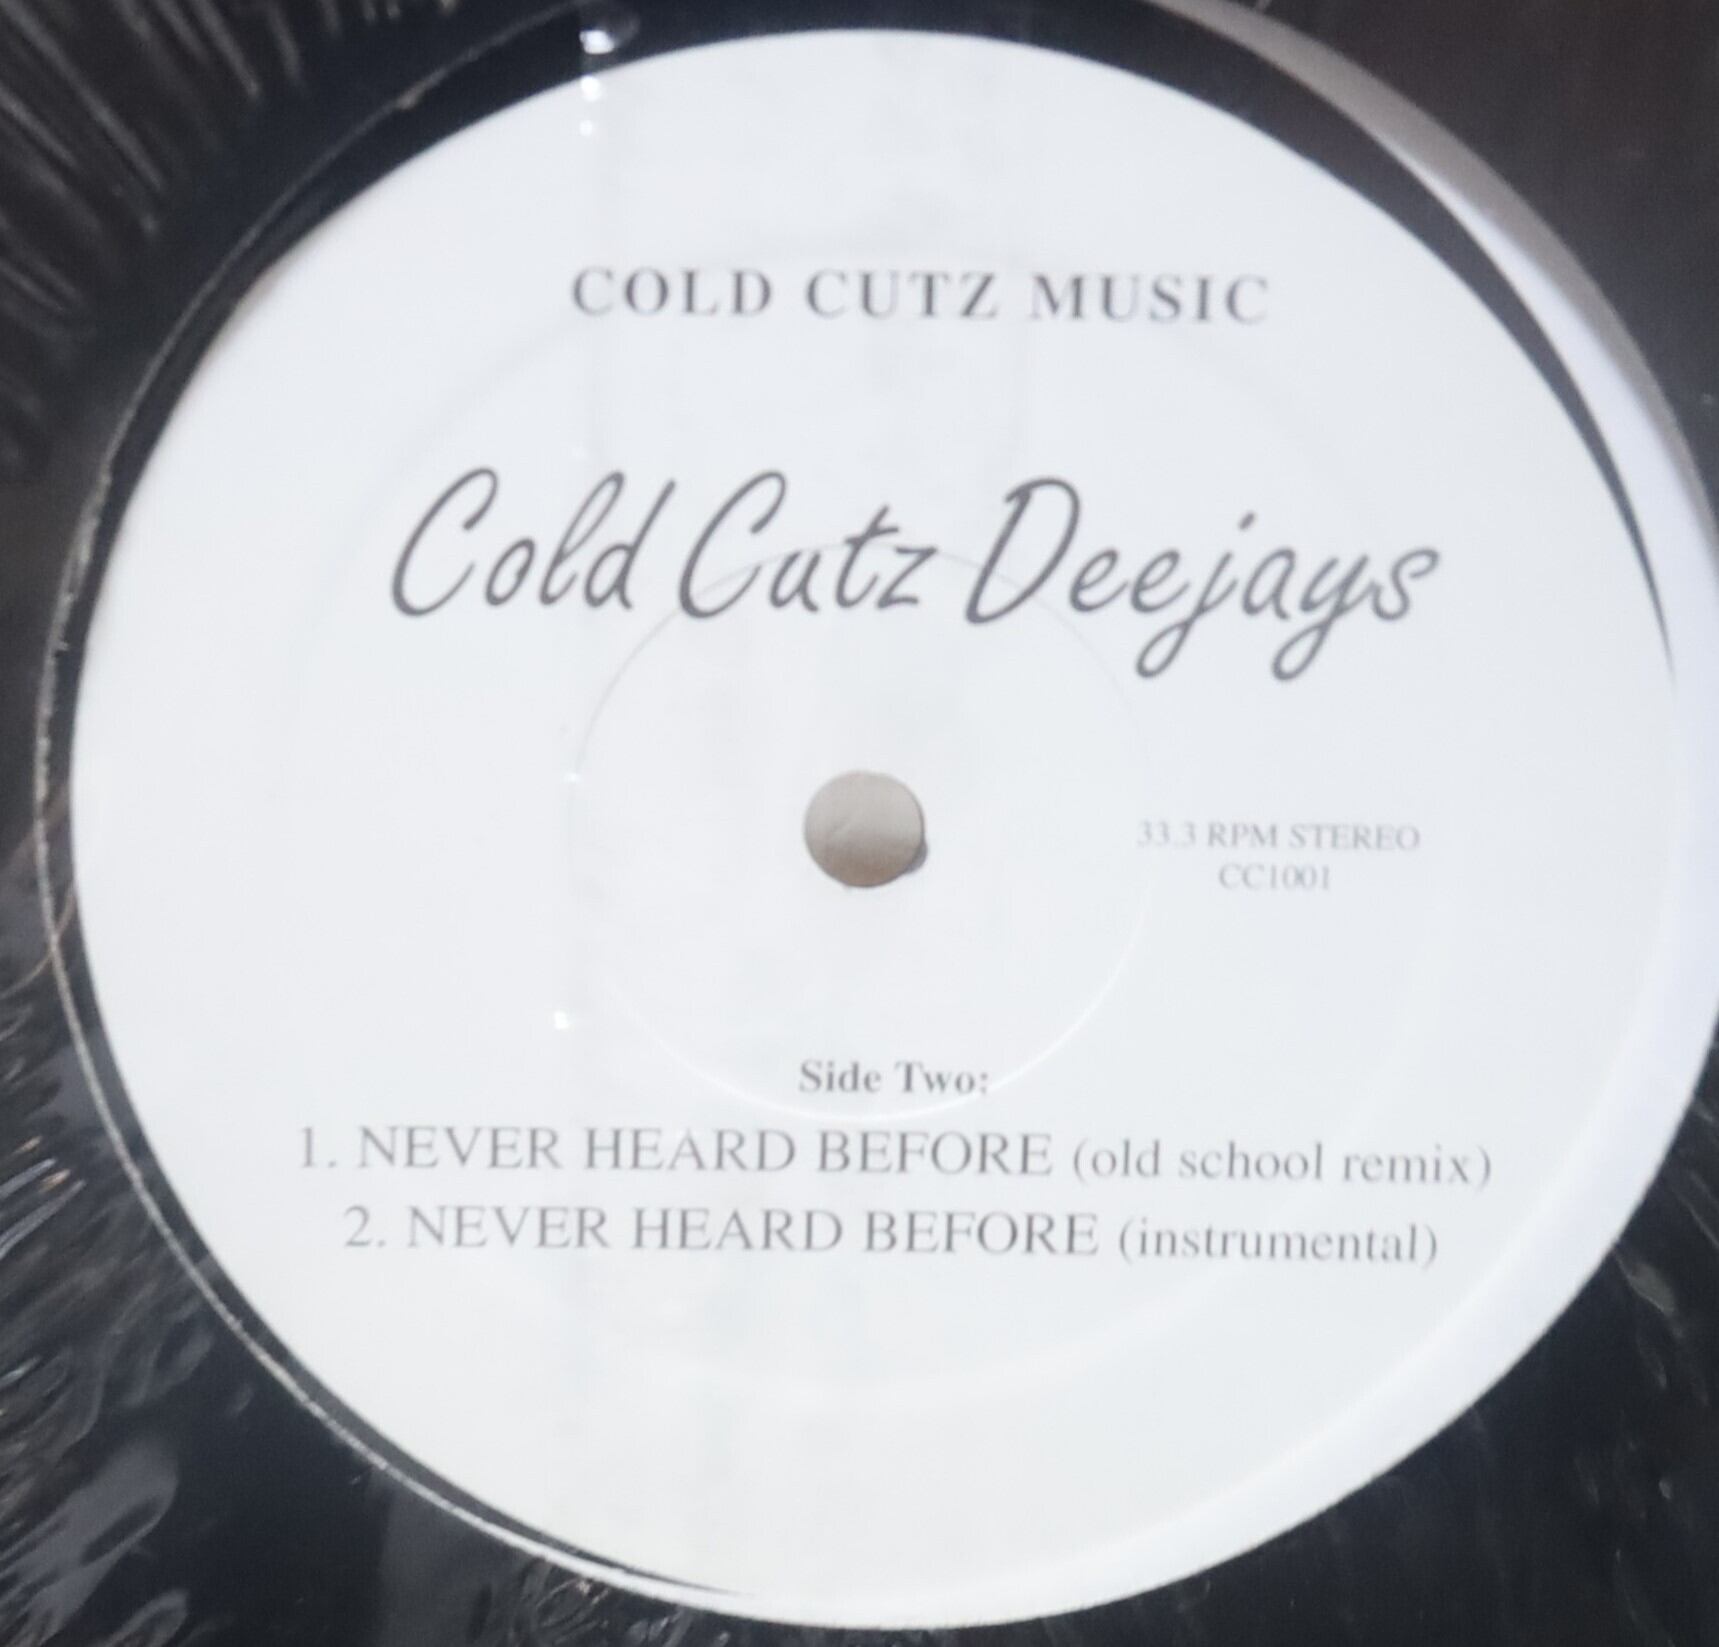 COLD CUTZ MUSIC
Cold Cutz Deejays
33.3 RPM STEREO
CC1001
Side Two:
1. NEVER HEARD BEFORE (old school remix)
2. NEVER HEARD BEFORE (instrumental)